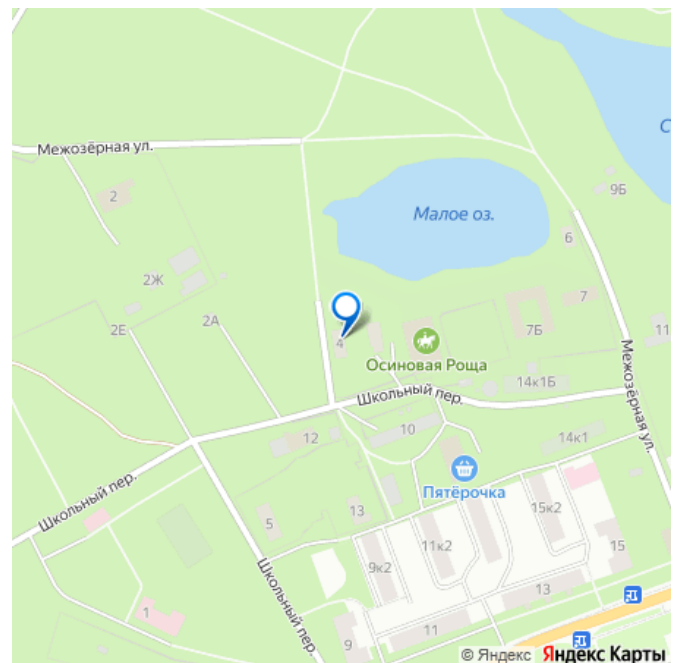 Межозёрная ул.
С
9Б
2
Малое оз.
6
2Ж
7
2Е
2А
4
7Б
11
Осиновая Роща
Межозёрная ул.
14к1Б
Школьный пер.
12
10
14к1
Школьный пер.
Пятёрочка
5
13
15к2
11к2
15
9к2
Школьный пер.
13
1
11
9
© Яндекс Яндекс Карты